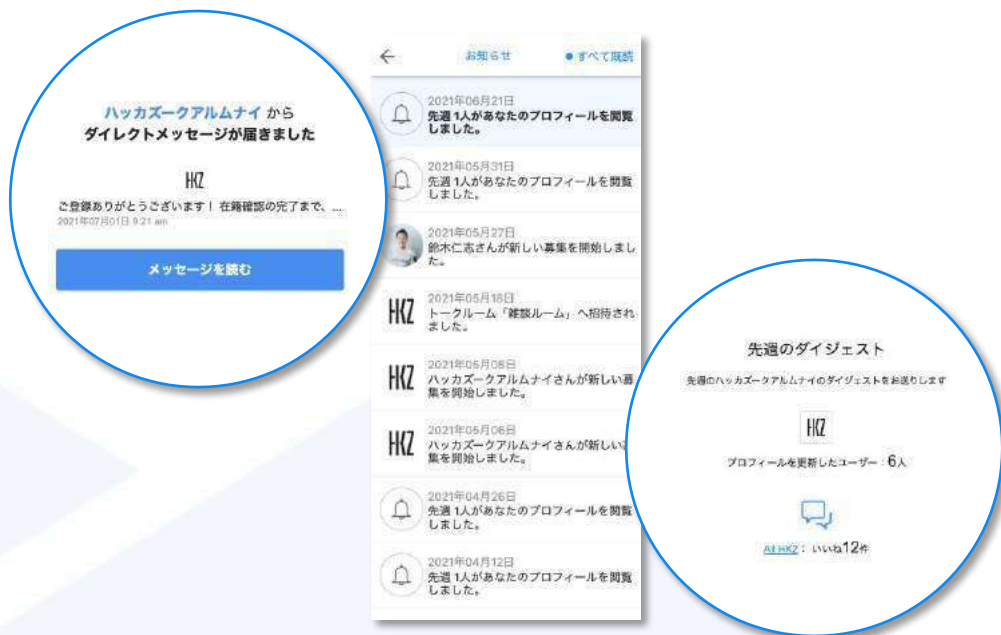 ハッカズークアルムナイ から
ダイレクトメッセージが届きました
HKZ
ご登録ありがとうございます！ 在籍確認の完了まで、...
2021年07月01日 9:21 am
メッセージを読む
お知らせ
すべて既読
2021年06月21日
先週 1人があなたのプロフィールを閲覧
しました。
2021年05月31日
先週 1人があなたのプロフィールを閲覧
しました。
2021年05月27日
鈴木仁志さんが新しい募集を開始しまし
た。
HKZ
2021年05月18日
トークルーム「雑談ルーム」へ招待され
ました。
HKZ
2021年05月08日
ハッカズークアルムナイさんが新しい募
集を開始しました。
HKZ
2021年05月06日
ハッカズークアルムナイさんが新しい
集を開始しました。
2021年04月26日
先週 1人があなたのプロフィールを閲覧
しました。
2021年04月12日
先週 1人があなたのプロフィールを閲覧
しました。
先週のダイジェスト
先週のハッカズークアルムナイのダイジェストをお送りします
HKZ
プロフィールを更新したユーザー：6人
All HKZ： いいね12件